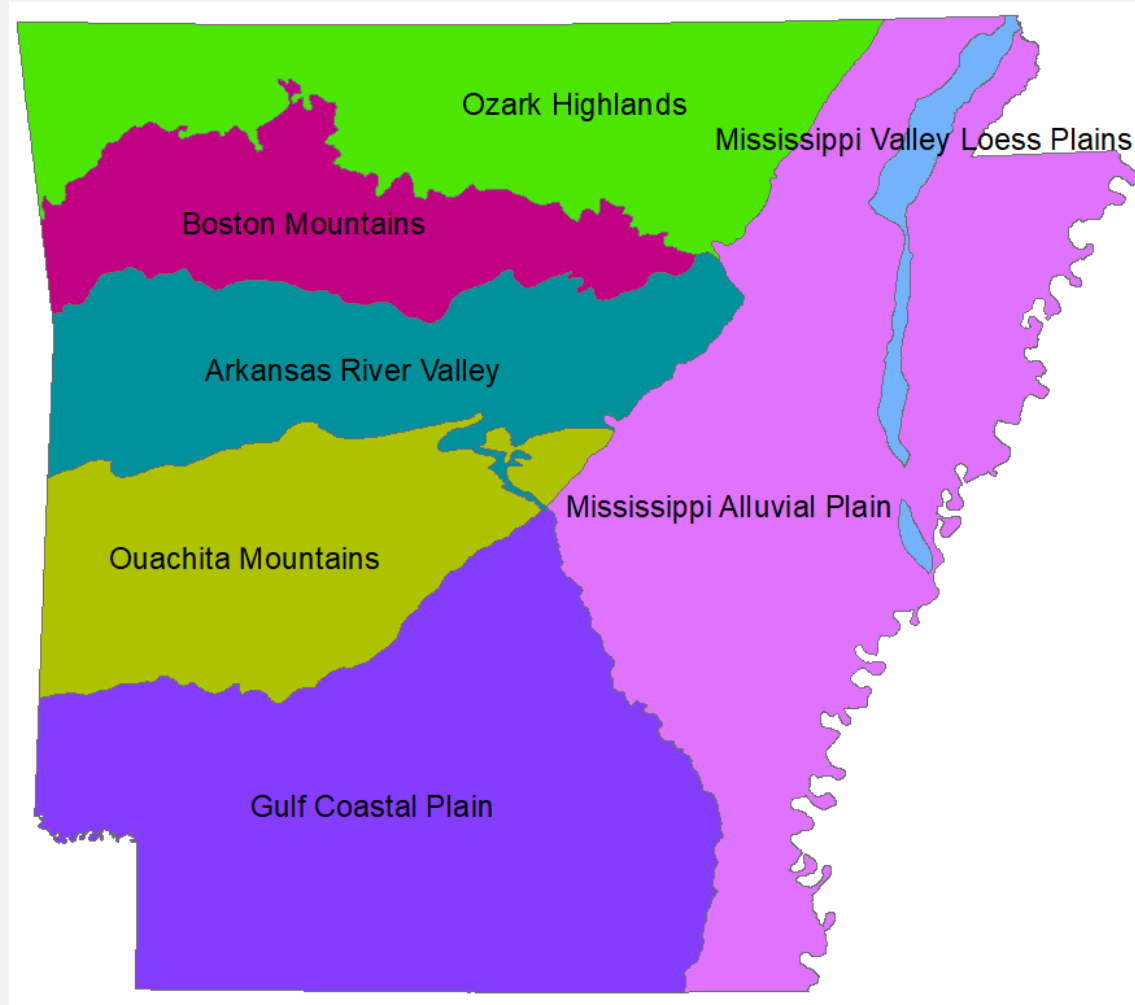 Ozark Highlands
Mississippi Valley Loess Plains
Boston Mountains
Arkansas River Valley
Mississippi Alluvial Plain
Ouachita Mountains
Gulf Coastal Plain